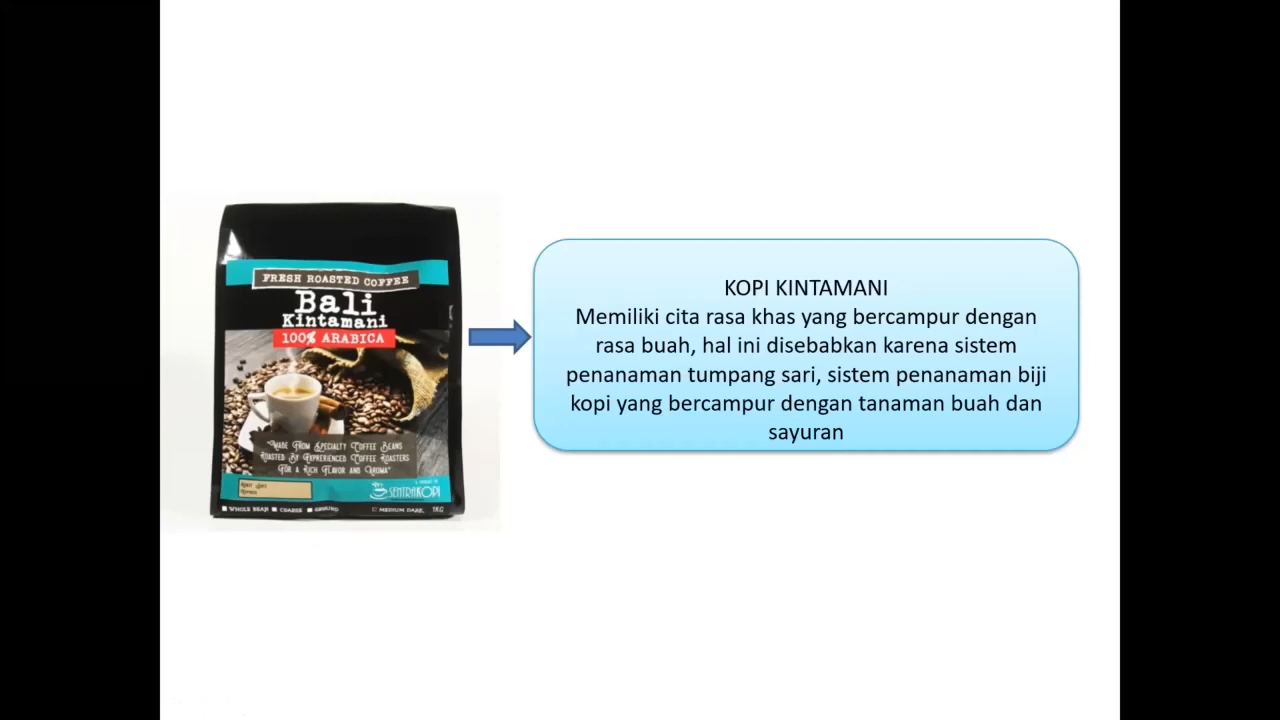 FRESH ROASTED COFFEE
Bali
Kintamani
100% ARABICA
"MADE FROM SPECIALTY COFFEE BEANS
ROASTED BY EXPRERIENCED COFFEE ROASTERS
FOR A RICH FLAVOR AND AROMA"
SENTRAKOPI
WHOLE BEAN COARSE GROUND MEDIUM DARK 1KG
KOPI KINTAMANI
Memiliki cita rasa khas yang bercampur dengan
rasa buah, hal ini disebabkan karena sistem
penanaman tumpang sari, sistem penanaman biji
kopi yang bercampur dengan tanaman buah dan
sayuran